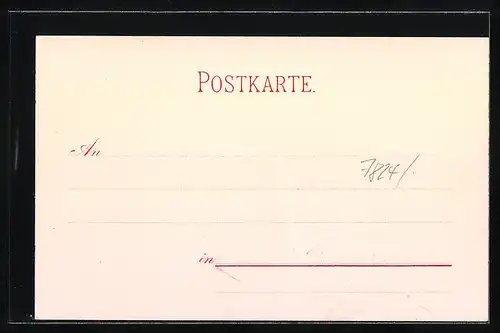 POSTKARTE.
An
7824/.
in